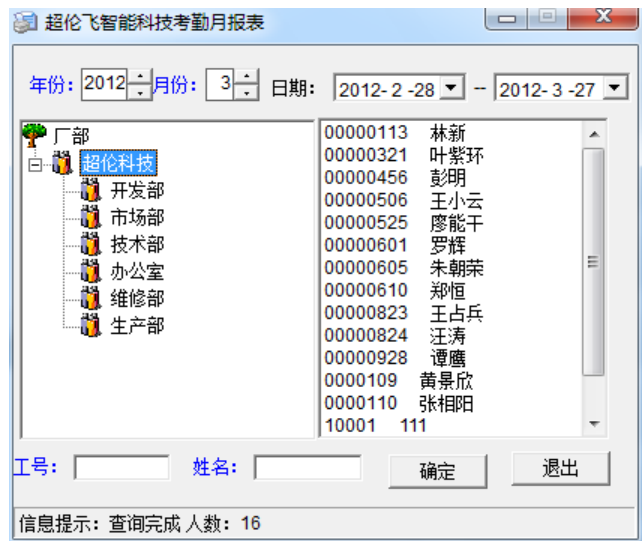 超伦飞智能科技考勤月报表
年份: 2012 月份: 3 日期: 2012- 2 -28 -- 2012- 3 -27
厂部
超伦科技
开发部
市场部
技术部
办公室
维修部
生产部
00000113 林新
00000321 叶紫环
00000456 彭明
00000506 王小云
00000525 廖能干
00000601 罗辉
00000605 朱朝荣
00000610 郑恒
00000823 王占兵
00000824 汪涛
00000928 谭鹰
0000109 黄景欣
0000110 张相阳
10001 111
工号: 姓名: 确定 退出
信息提示: 查询完成 人数: 16